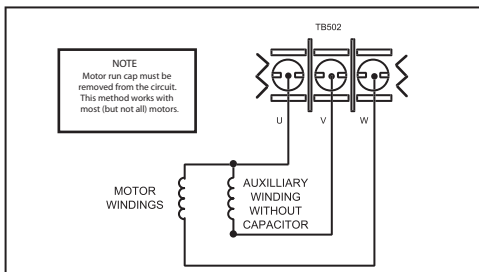 TB502
NOTE
Motor run cap must be
removed from the circuit.
This method works with
most (but not all) motors.
U V W
MOTOR
WINDINGS
AUXILLIARY
WINDING
WITHOUT
CAPACITOR